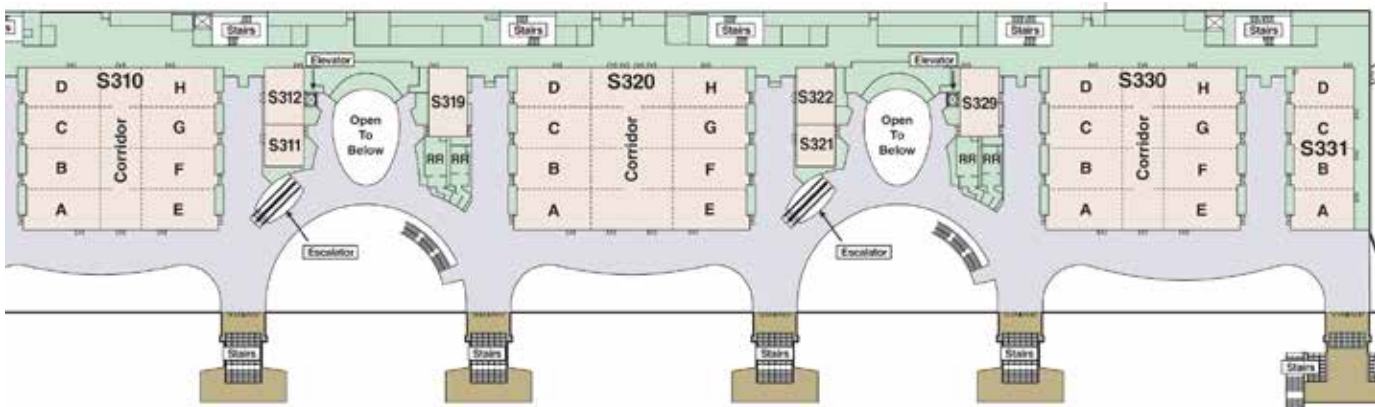 Stairs
Stairs
Stairs
Stairs
Stairs
Elevator
Elevator
D
S310
H
C
G
Corridor
B
F
A
E
S312
S311
Open
To
Below
S319
RR
RR
Escalator
D
S320
H
C
G
Corridor
B
F
A
E
S322
S321
Open
To
Below
S329
RR
RR
Escalator
D
S330
H
C
G
Corridor
B
F
A
E
D
C
S331
B
A
Stairs
Stairs
Stairs
Stairs
Stairs